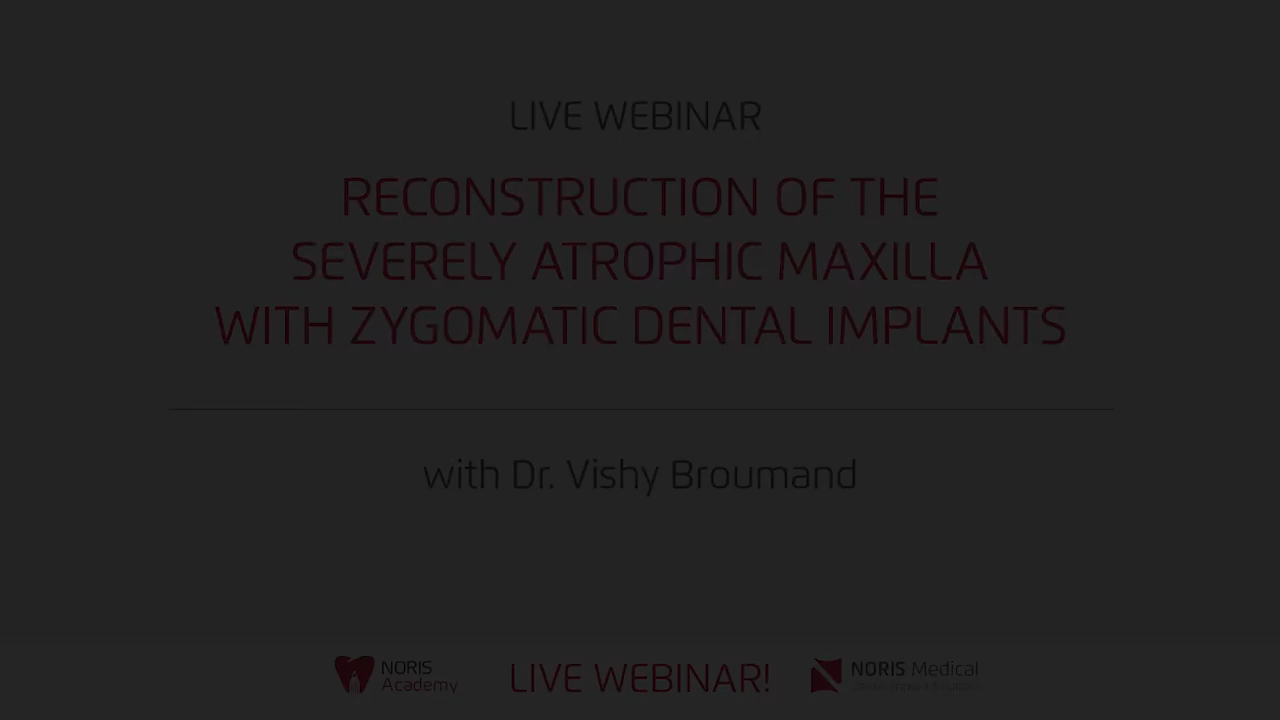 LIVE WEBINAR
RECONSTRUCTION OF THE
SEVERELY ATROPHIC MAXILLA
WITH ZYGOMATIC DENTAL IMPLANTS
with Dr. Vishy Broumand
NORIS
Academy
LIVE WEBINAR!
NORIS Medical